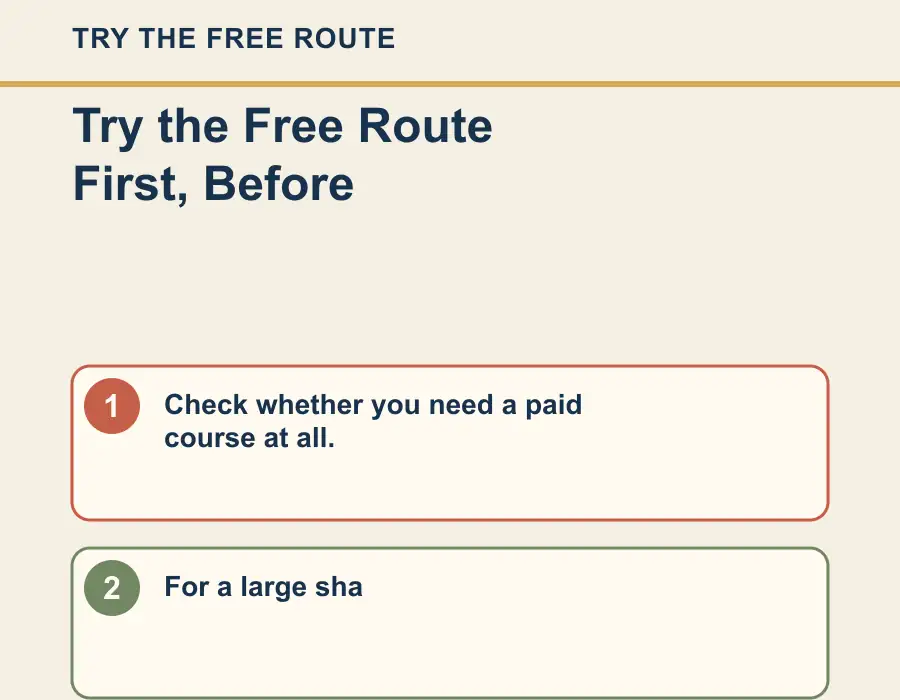 TRY THE FREE ROUTE
Try the Free Route
First, Before
1
Check whether you need a paid
course at all.
2
For a large sha